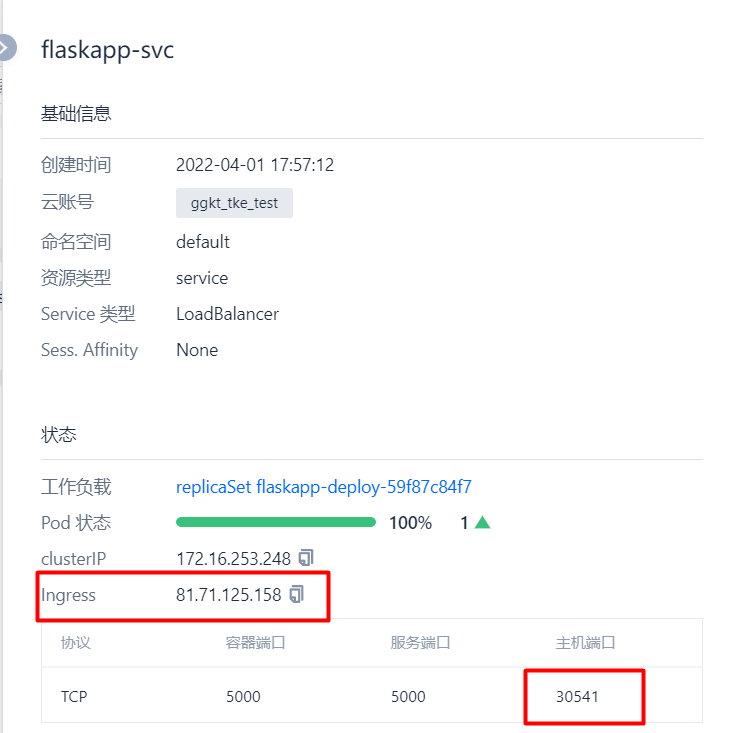 flaskapp-svc
基础信息
创建时间 2022-04-01 17:57:12
云账号 ggkt_tke_test
命名空间 default
资源类型 service
Service 类型 LoadBalancer
Sess. Affinity None
状态
工作负载 replicaSet flaskapp-deploy-59f87c84f7
Pod 状态 100% 1
clusterIP 172.16.253.248
Ingress 81.71.125.158
协议 容器端口 服务端口 主机端口
TCP 5000 5000 30541